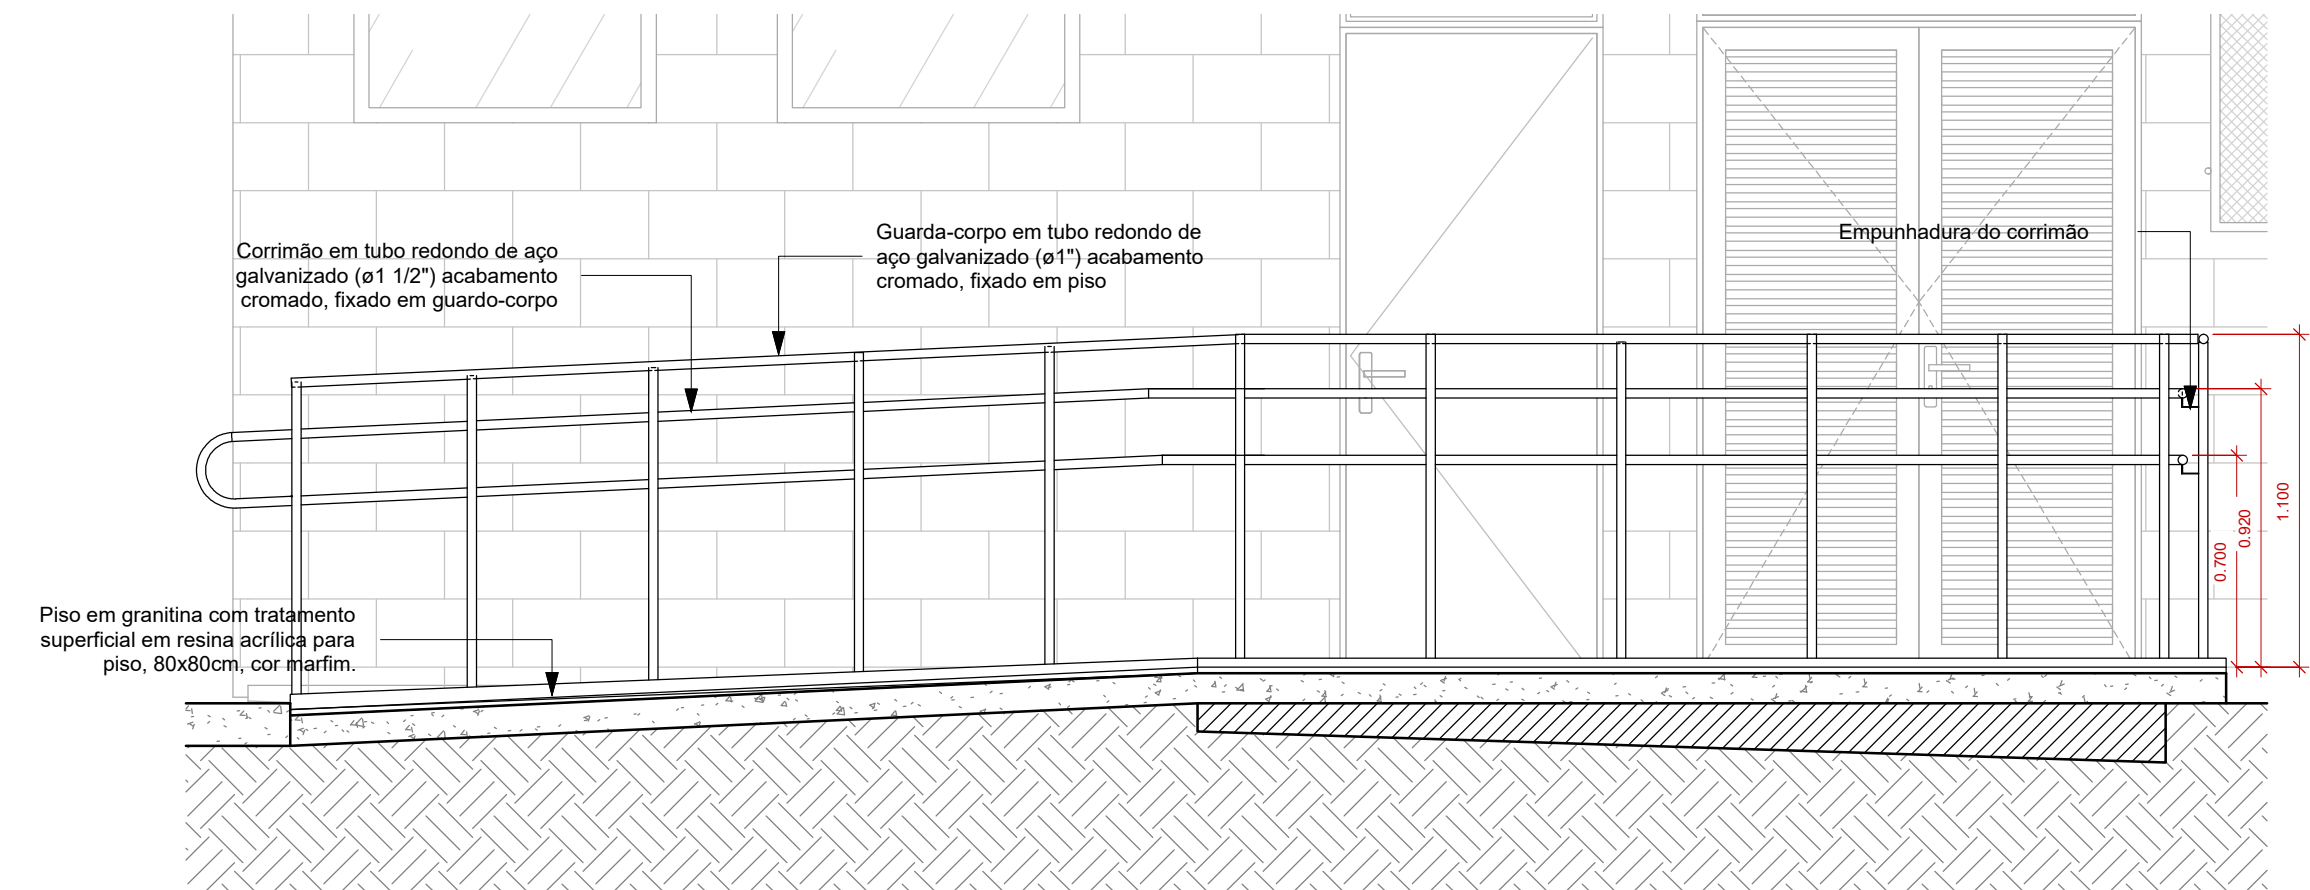 Corrimão em tubo redondo de aço
galvanizado (ø1 1/2") acabamento
cromado, fixado em guardo-corpo
Guarda-corpo em tubo redondo de
aço galvanizado (ø1") acabamento
cromado, fixado em piso
Empunhadura do corrimão
Piso em granitina com tratamento
superficial em resina acrílica para
piso, 80x80cm, cor marfim.
0.700
0.920
1.100